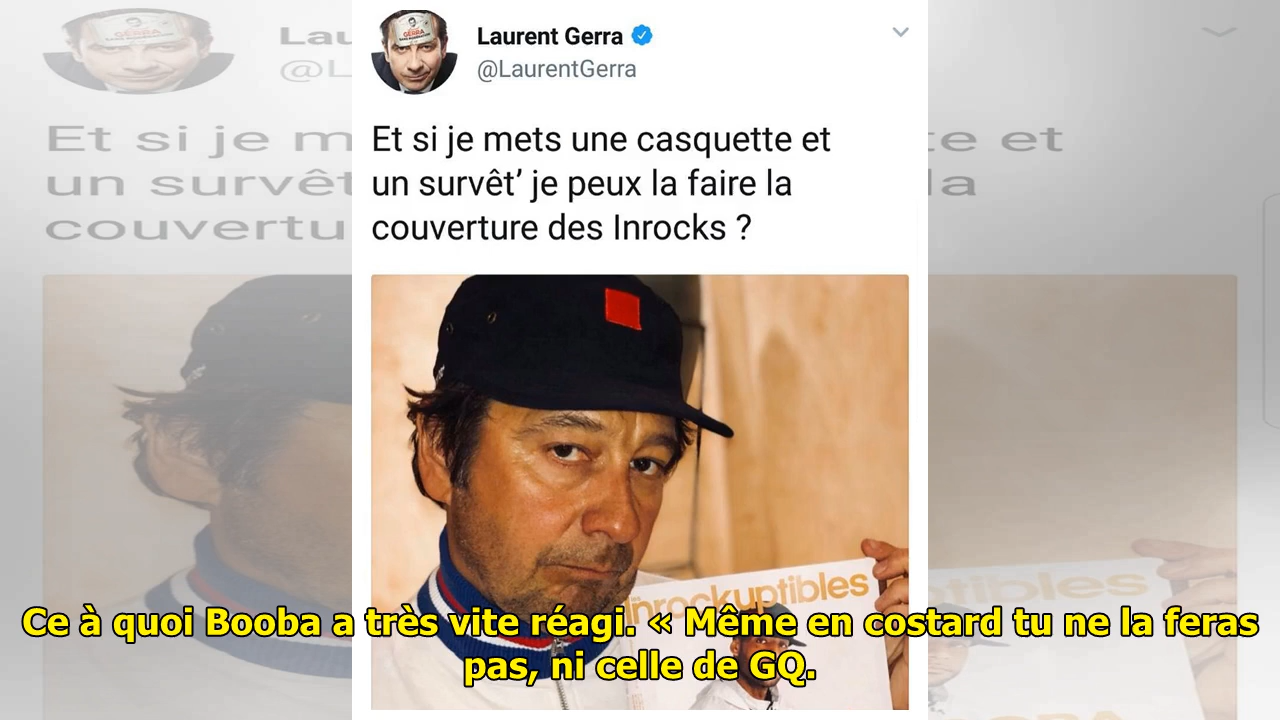 Laurent Gerra
@LaurentGerra
Et si je mets une casquette et
un survêt’ je peux la faire la
couverture des Inrocks ?
inrockuptibles
Ce à quoi Booba a très vite réagi. « Même en costard tu ne la feras
pas, ni celle de GQ.